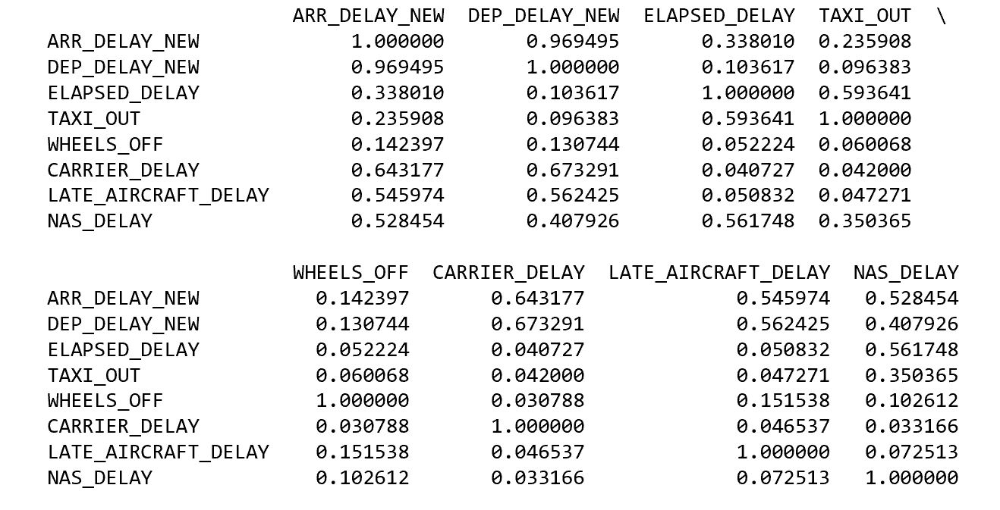 ARR_DELAY_NEW DEP_DELAY_NEW ELAPSED_DELAY TAXI_OUT \
ARR_DELAY_NEW 1.000000 0.969495 0.338010 0.235908
DEP_DELAY_NEW 0.969495 1.000000 0.103617 0.096383
ELAPSED_DELAY 0.338010 0.103617 1.000000 0.593641
TAXI_OUT 0.235908 0.096383 0.593641 1.000000
WHEELS_OFF 0.142397 0.130744 0.052224 0.060068
CARRIER_DELAY 0.643177 0.673291 0.040727 0.042000
LATE_AIRCRAFT_DELAY 0.545974 0.562425 0.050832 0.047271
NAS_DELAY 0.528454 0.407926 0.561748 0.350365
WHEELS_OFF CARRIER_DELAY LATE_AIRCRAFT_DELAY NAS_DELAY
ARR_DELAY_NEW 0.142397 0.643177 0.545974 0.528454
DEP_DELAY_NEW 0.130744 0.673291 0.562425 0.407926
ELAPSED_DELAY 0.052224 0.040727 0.050832 0.561748
TAXI_OUT 0.060068 0.042000 0.047271 0.350365
WHEELS_OFF 1.000000 0.030788 0.151538 0.102612
CARRIER_DELAY 0.030788 1.000000 0.046537 0.033166
LATE_AIRCRAFT_DELAY 0.151538 0.046537 1.000000 0.072513
NAS_DELAY 0.102612 0.033166 0.072513 1.000000